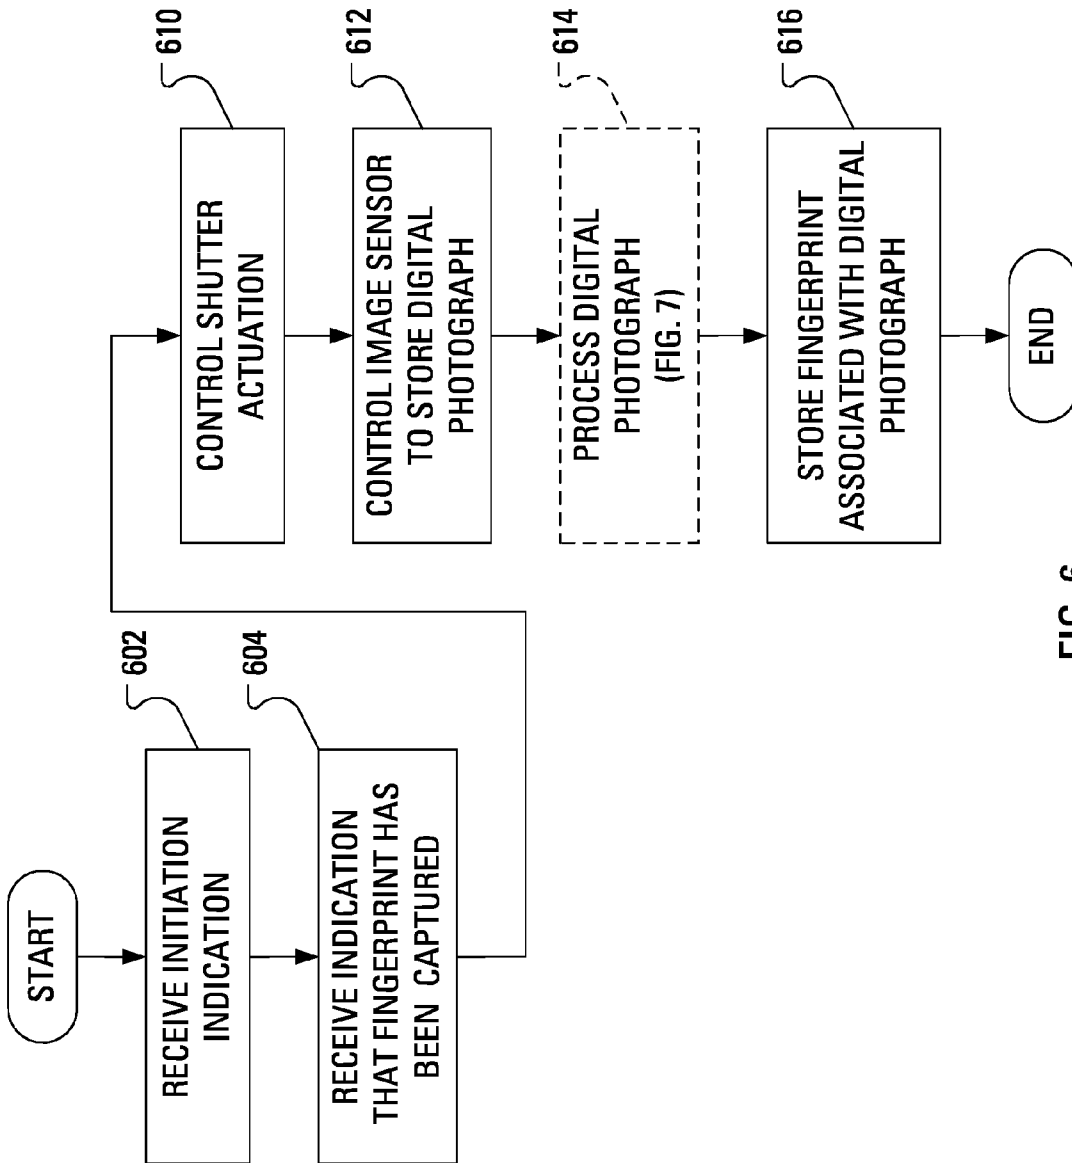 START
602
RECEIVE INITIATION
INDICATION
604
RECEIVE INDICATION
THAT FINGERPRINT HAS
BEEN CAPTURED
610
CONTROL SHUTTER
ACTUATION
612
CONTROL IMAGE SENSOR
TO STORE DIGITAL
PHOTOGRAPH
614
PROCESS DIGITAL
PHOTOGRAPH
(FIG. 7)
616
STORE FINGERPRINT
ASSOCIATED WITH DIGITAL
PHOTOGRAPH
END
FIG. 6